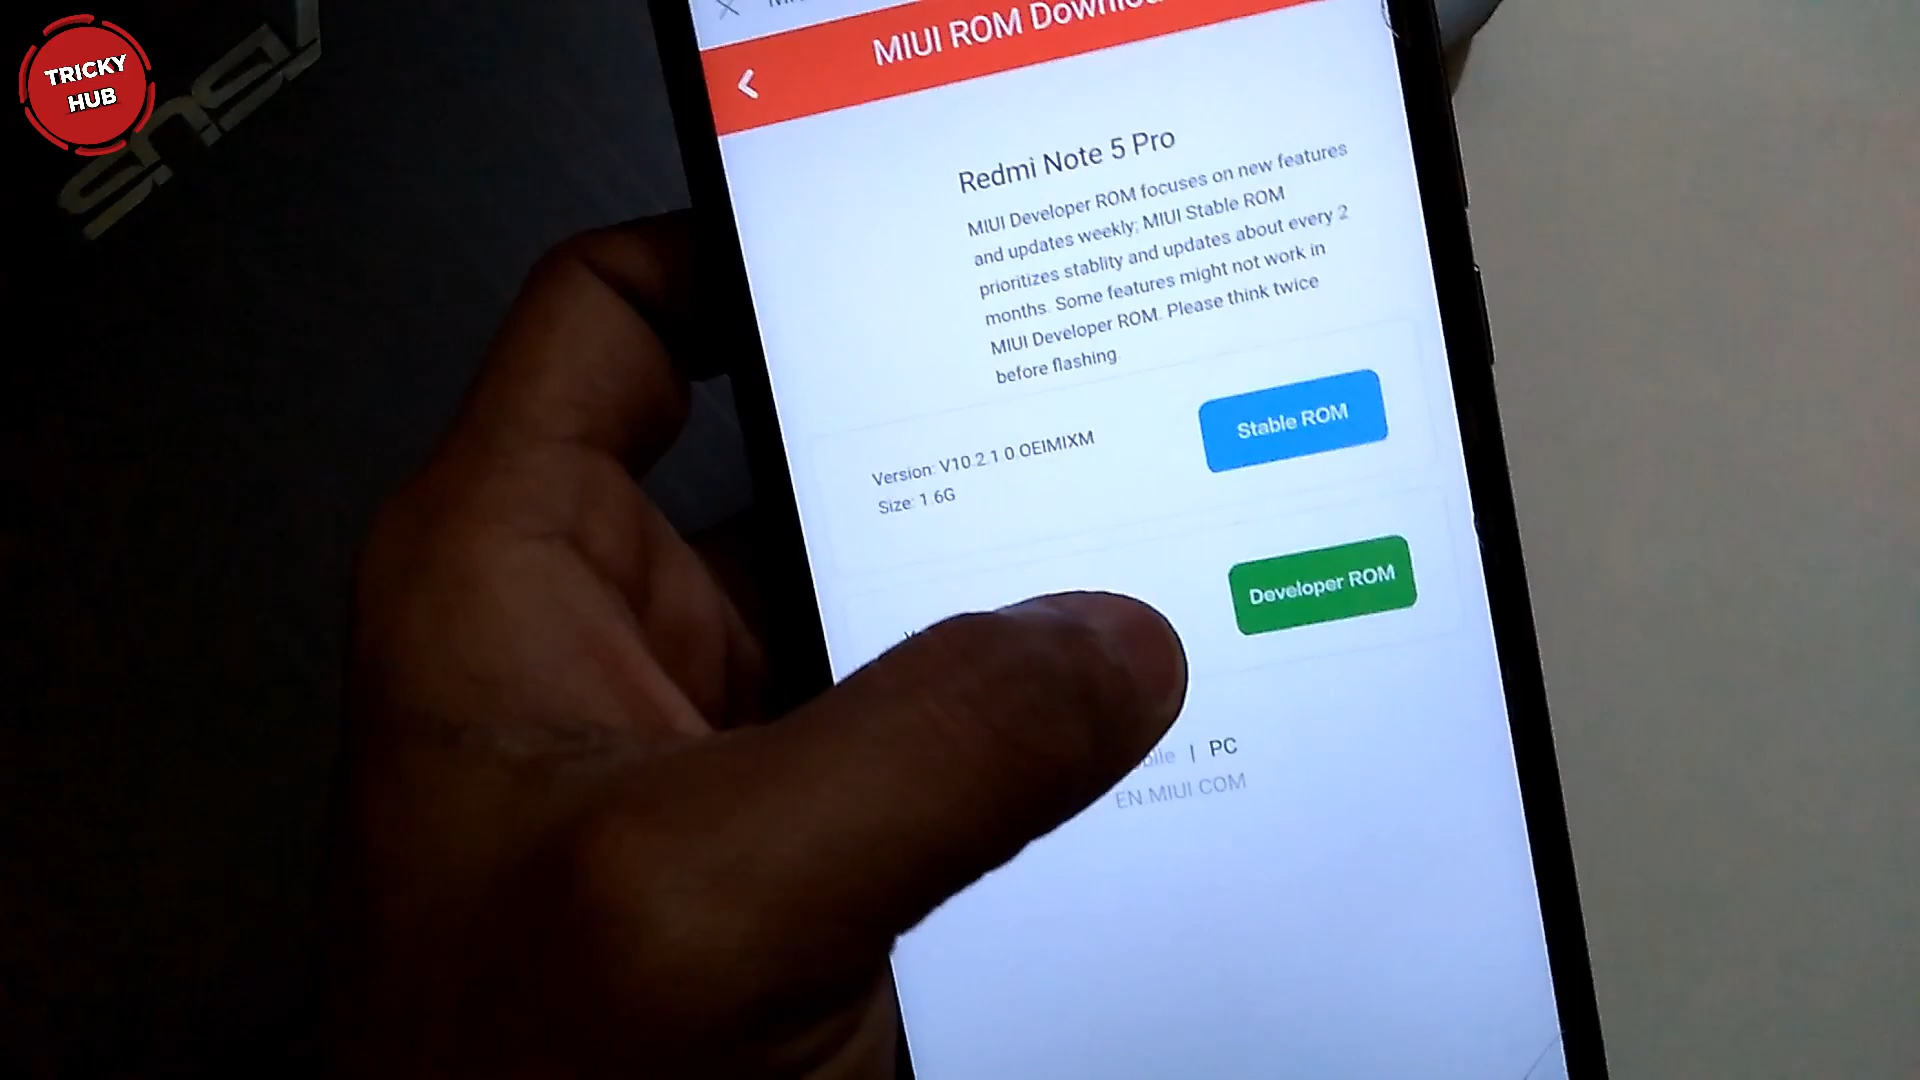 TRICKY
HUB
ASUS
MIUI ROM
Redmi Note 5 Pro
MIUI Developer ROM focuses on new features
and updates weekly; MIUI Stable ROM
prioritizes stablity and updates about every 2
months. Some features might not work in
MIUI Developer ROM. Please think twice
before flashing.
Stable ROM
Version: V10.2.1.0.OEIMIXM
Size: 1.6G
Developer ROM
| PC
EN.MIUI.COM